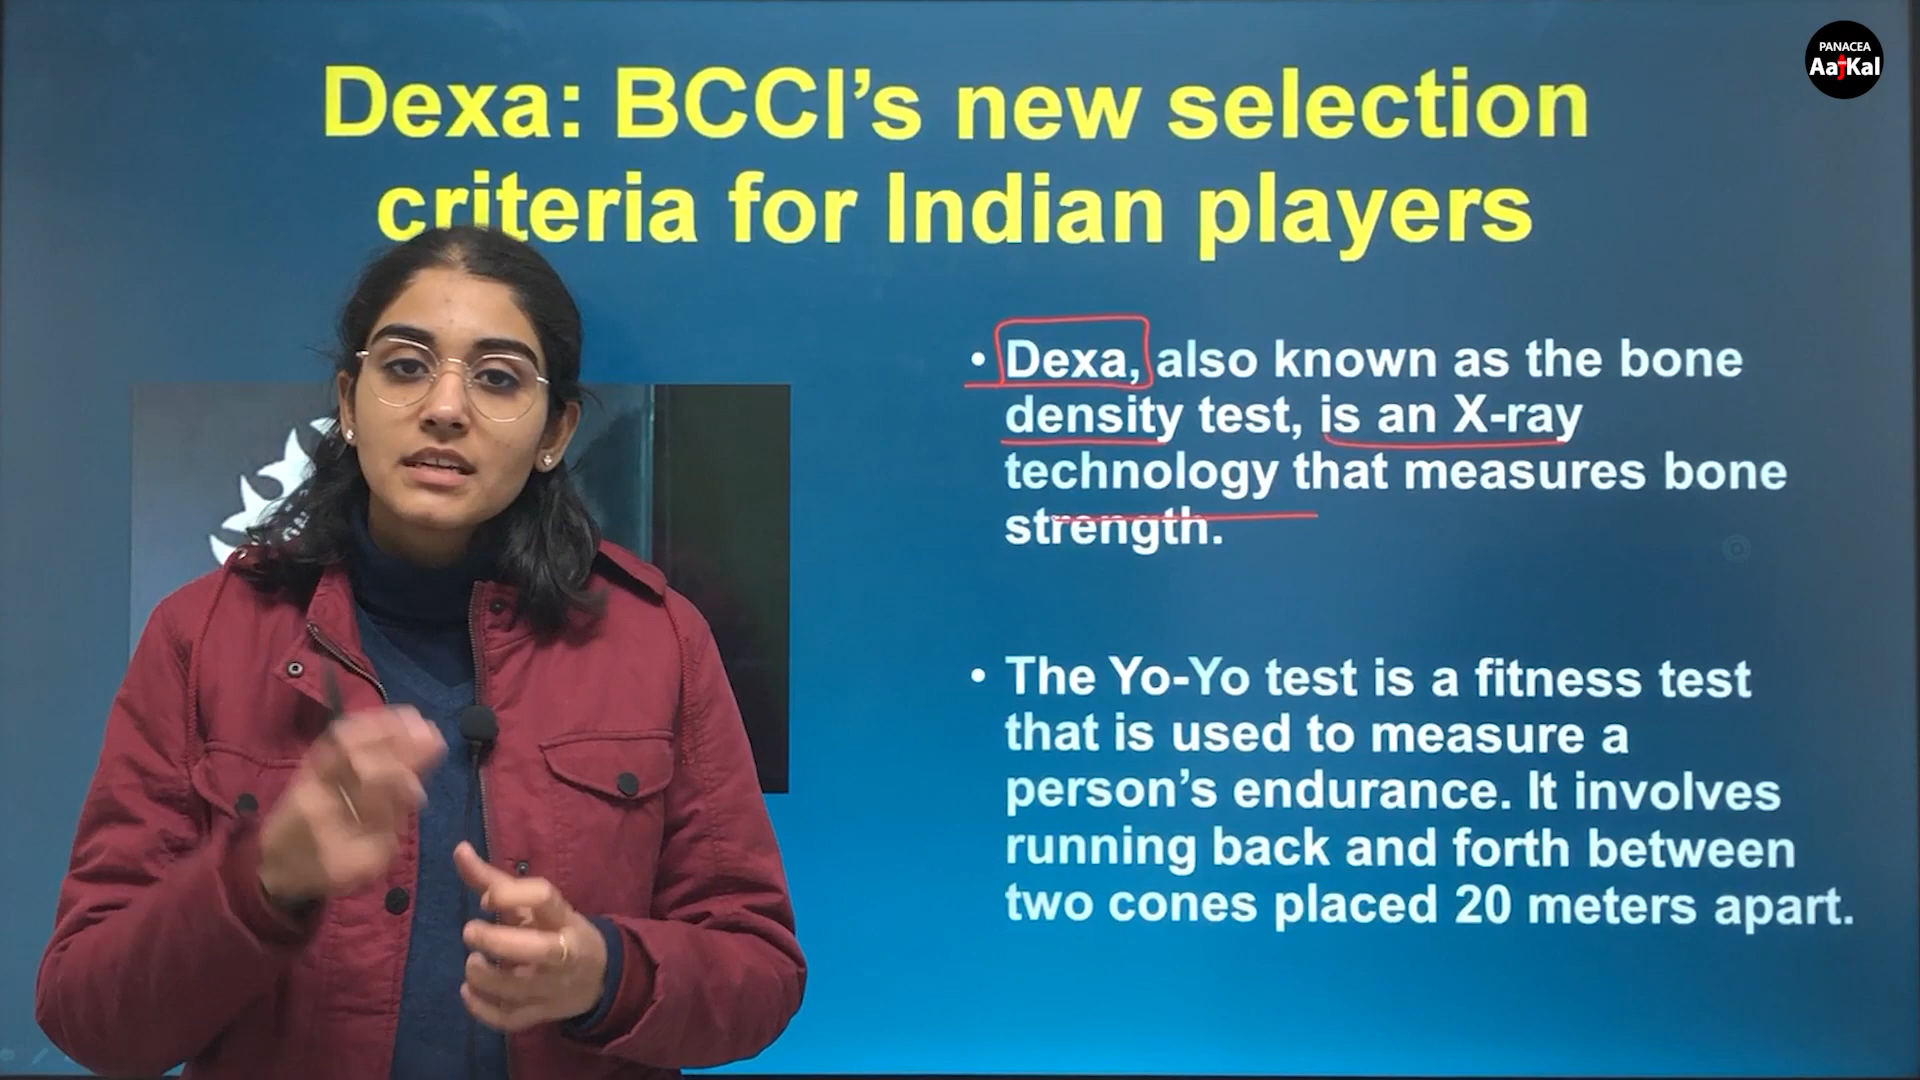 PANACEA
AajKal
Dexa: BCCI’s new selection
criteria for Indian players
• Dexa, also known as the bone
density test, is an X-ray
technology that measures bone
strength.
• The Yo-Yo test is a fitness test
that is used to measure a
person’s endurance. It involves
running back and forth between
two cones placed 20 meters apart.